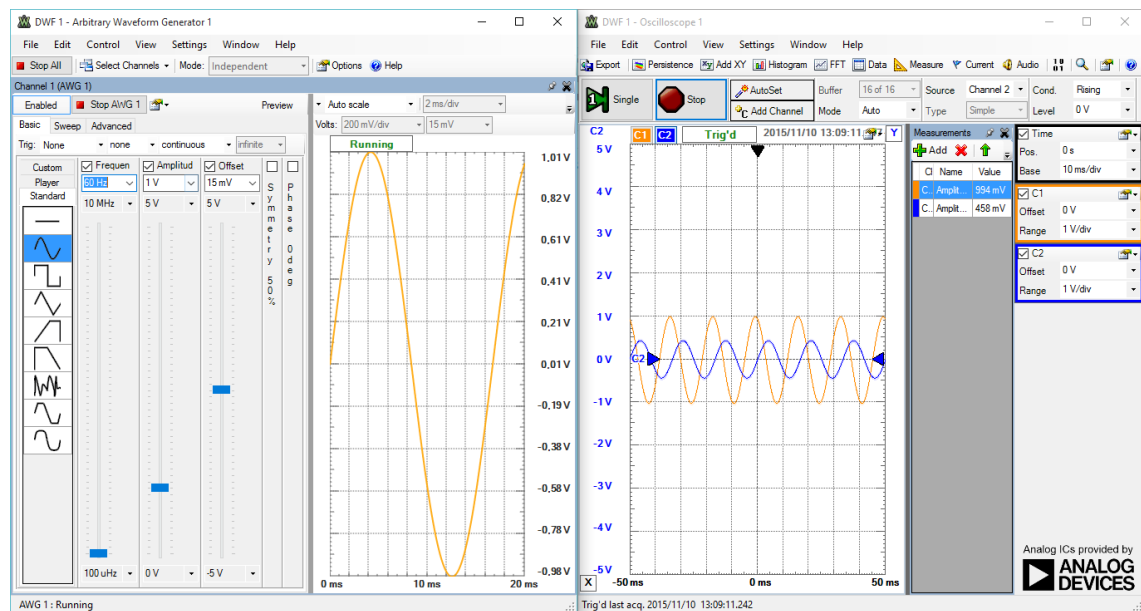 DWF 1 - Arbitrary Waveform Generator 1
File Edit Control View Settings Window Help
Stop All Select Channels Mode: Independent Options Help
Channel 1 (AWG 1)
Enabled Stop AWG 1 Preview
Basic Sweep Advanced
Trig: None none continuous infinite
Custom
Player
Standard
Frequen Amplitud Offset
60 Hz 1 V 15 mV
10 MHz 5 V 5 V
Symmetry 50%
Phase 0 deg
100 uHz 0 V -5 V
Auto scale 2 ms/div
Volts: 200 mV/div 15 mV
Running
1,01 V
0,82 V
0,61 V
0,41 V
0,21 V
0,01 V
-0,19 V
-0,38 V
-0,58 V
-0,78 V
-0,98 V
0 ms 10 ms 20 ms
AWG 1 : Running
DWF 1 - Oscilloscope 1
File Edit Control View Settings Window Help
Export Persistence Add XY Histogram FFT Data Measure Current Audio
Single Stop AutoSet Buffer 16 of 16 Source Channel 2 Cond. Rising
Add Channel Mode Auto Type Simple Level 0 V
C2 C1 C2 Trig'd 2015/11/10 13:09:11 Y
5 V
4 V
3 V
2 V
1 V
0 V C2
-1 V
-2 V
-3 V
-4 V
-5 V
X -50 ms 0 ms 50 ms
Measurements
Add
Cl Name Value
C.. Amplit... 994 mV
C.. Amplit... 458 mV
Time
Pos. 0 s
Base 10 ms/div
C1
Offset 0 V
Range 1 V/div
C2
Offset 0 V
Range 1 V/div
Analog ICs provided by
ANALOG
DEVICES
Trig'd last acq. 2015/11/10 13:09:11.242